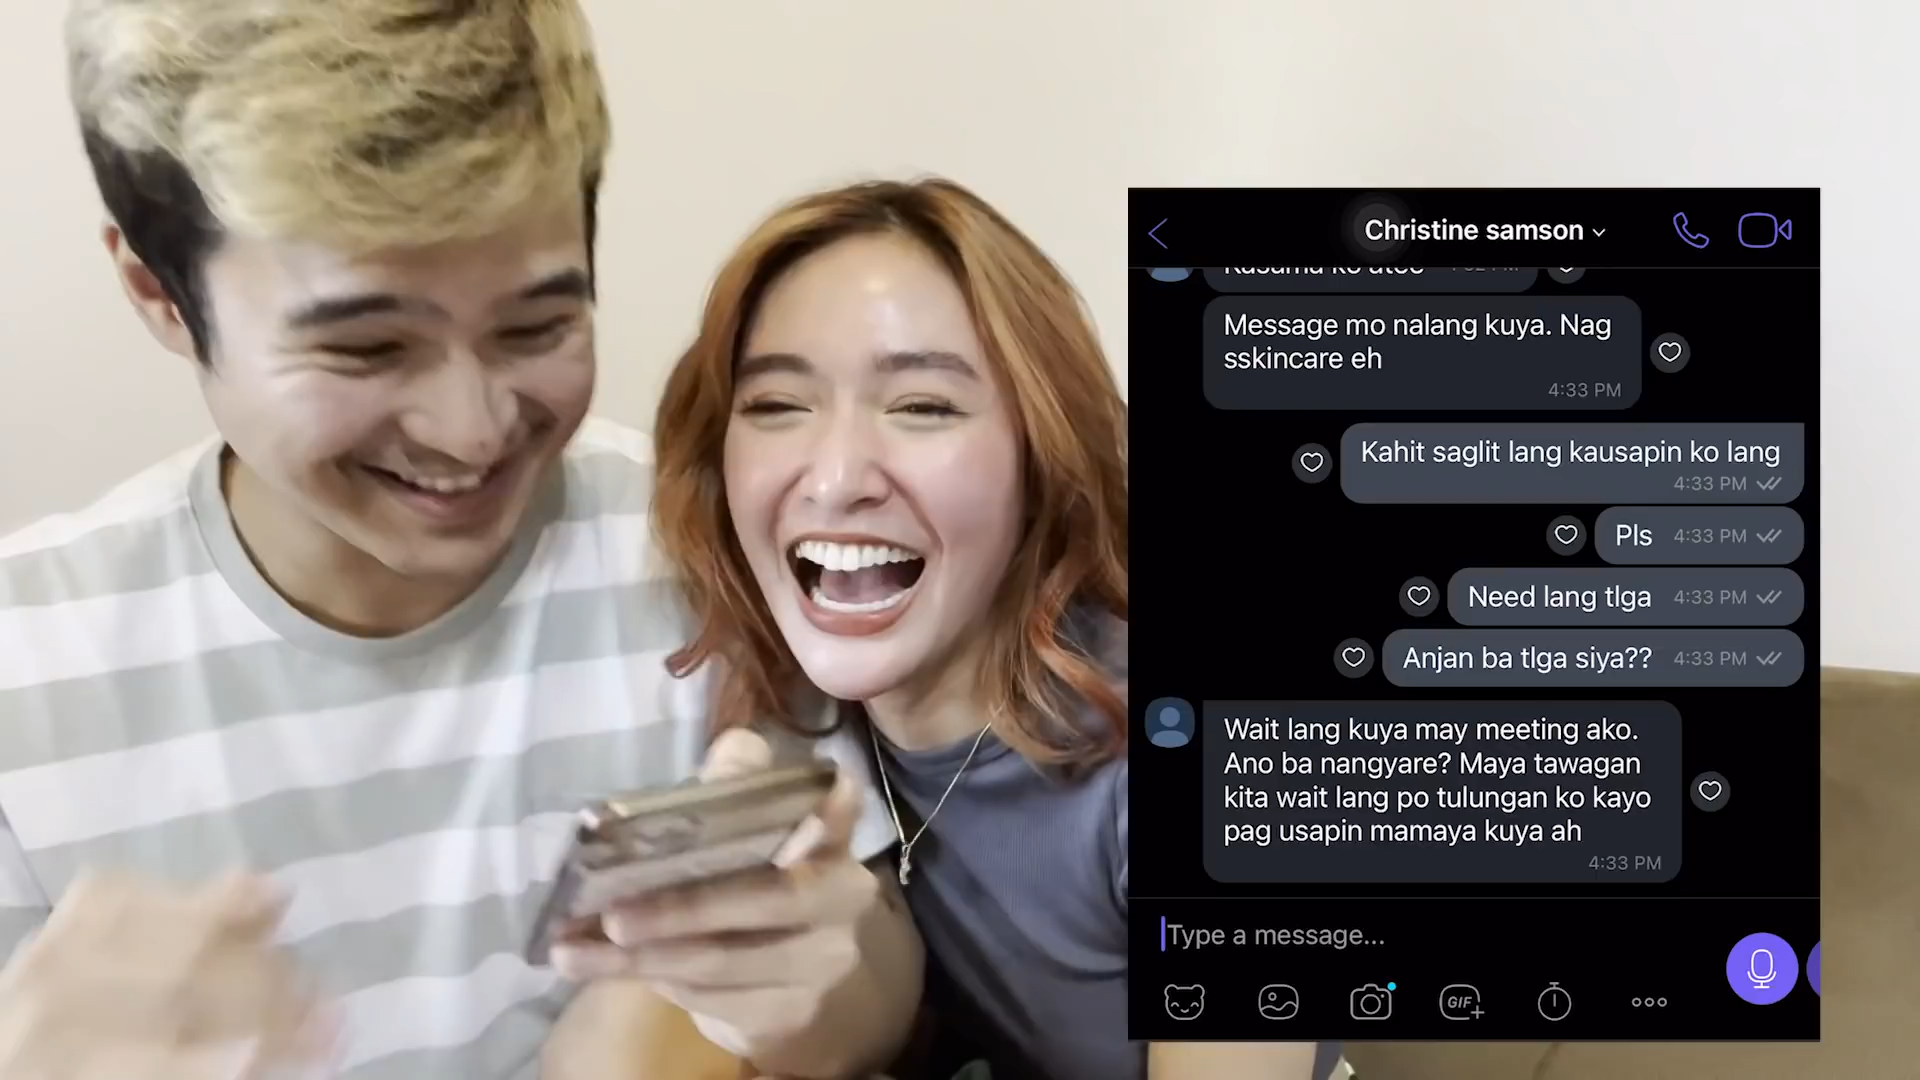 Christine samson
Kasama ko atee
Message mo nalang kuya. Nag
sskincare eh
4:33 PM
Kahit saglit lang kausapin ko lang
4:33 PM
Pls 4:33 PM
Need lang tlga 4:33 PM
Anjan ba tlga siya?? 4:33 PM
Wait lang kuya may meeting ako.
Ano ba nangyare? Maya tawagan
kita wait lang po tulungan ko kayo
pag usapin mamaya kuya ah
4:33 PM
Type a message...
GIF